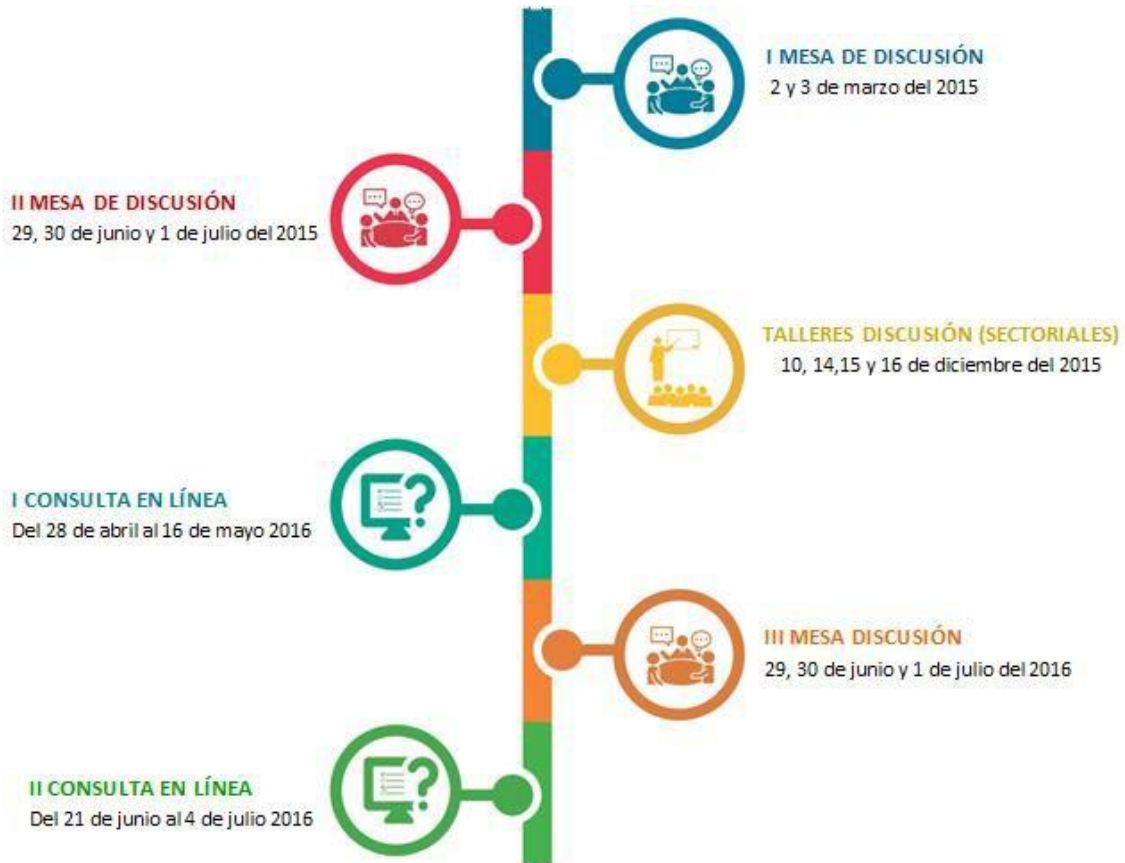 I MESA DE DISCUSIÓN
2 y 3 de marzo del 2015
II MESA DE DISCUSIÓN
29, 30 de junio y 1 de julio del 2015
TALLERES DISCUSIÓN (SECTORIALES)
10, 14,15 y 16 de diciembre del 2015
I CONSULTA EN LÍNEA
Del 28 de abril al 16 de mayo 2016
III MESA DISCUSIÓN
29, 30 de junio y 1 de julio del 2016
II CONSULTA EN LÍNEA
Del 21 de junio al 4 de julio 2016